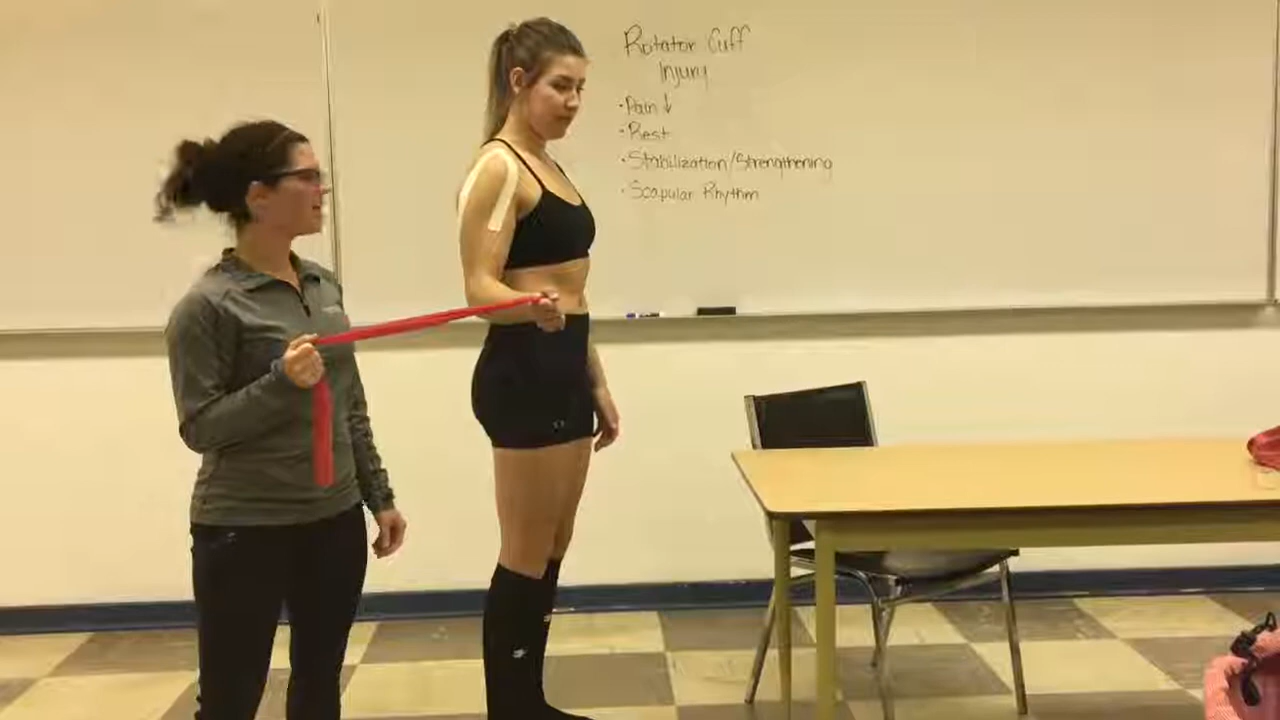 Rotator Cuff
Injury
• Pain ↓
• Rest
• Stabilization/Strengthening
• Scapular Rhythm